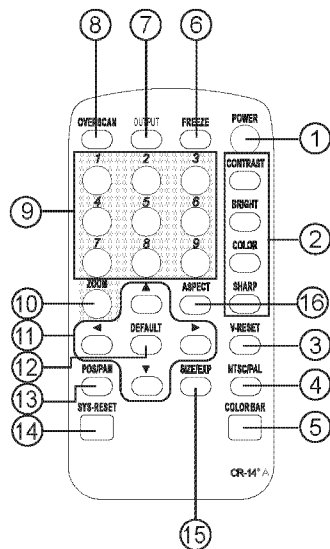 8 7 6
OVERSCAN OUTPUT FREEZE POWER
1
1 2 3
CONTRAST
4 5 6
BRIGHT
9
2
7 8 9
COLOR
ZOOM
SHARP
10
ASPECT
16
11
DEFAULT
V-RESET
3
12
POS/PAN SIZE/EXP NTSC/PAL
4
13
SYS-RESET COLOR BAR
14
5
CR-14*A
15